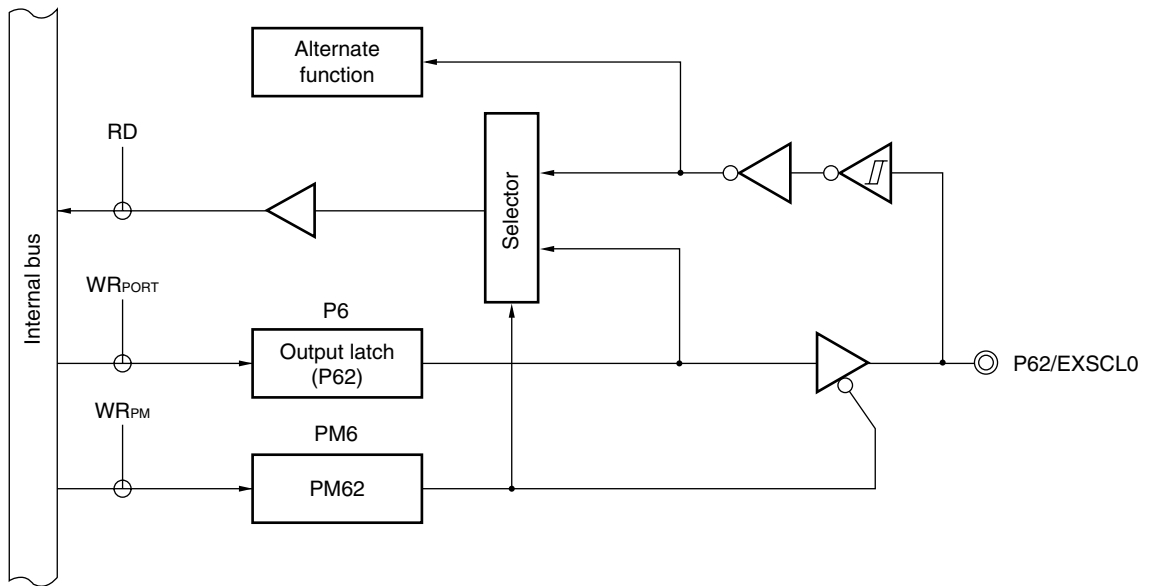 Alternate
function
RD
Selector
Internal bus
WRPORT
P6
Output latch
(P62)
P62/EXSCL0
WRPM
PM6
PM62